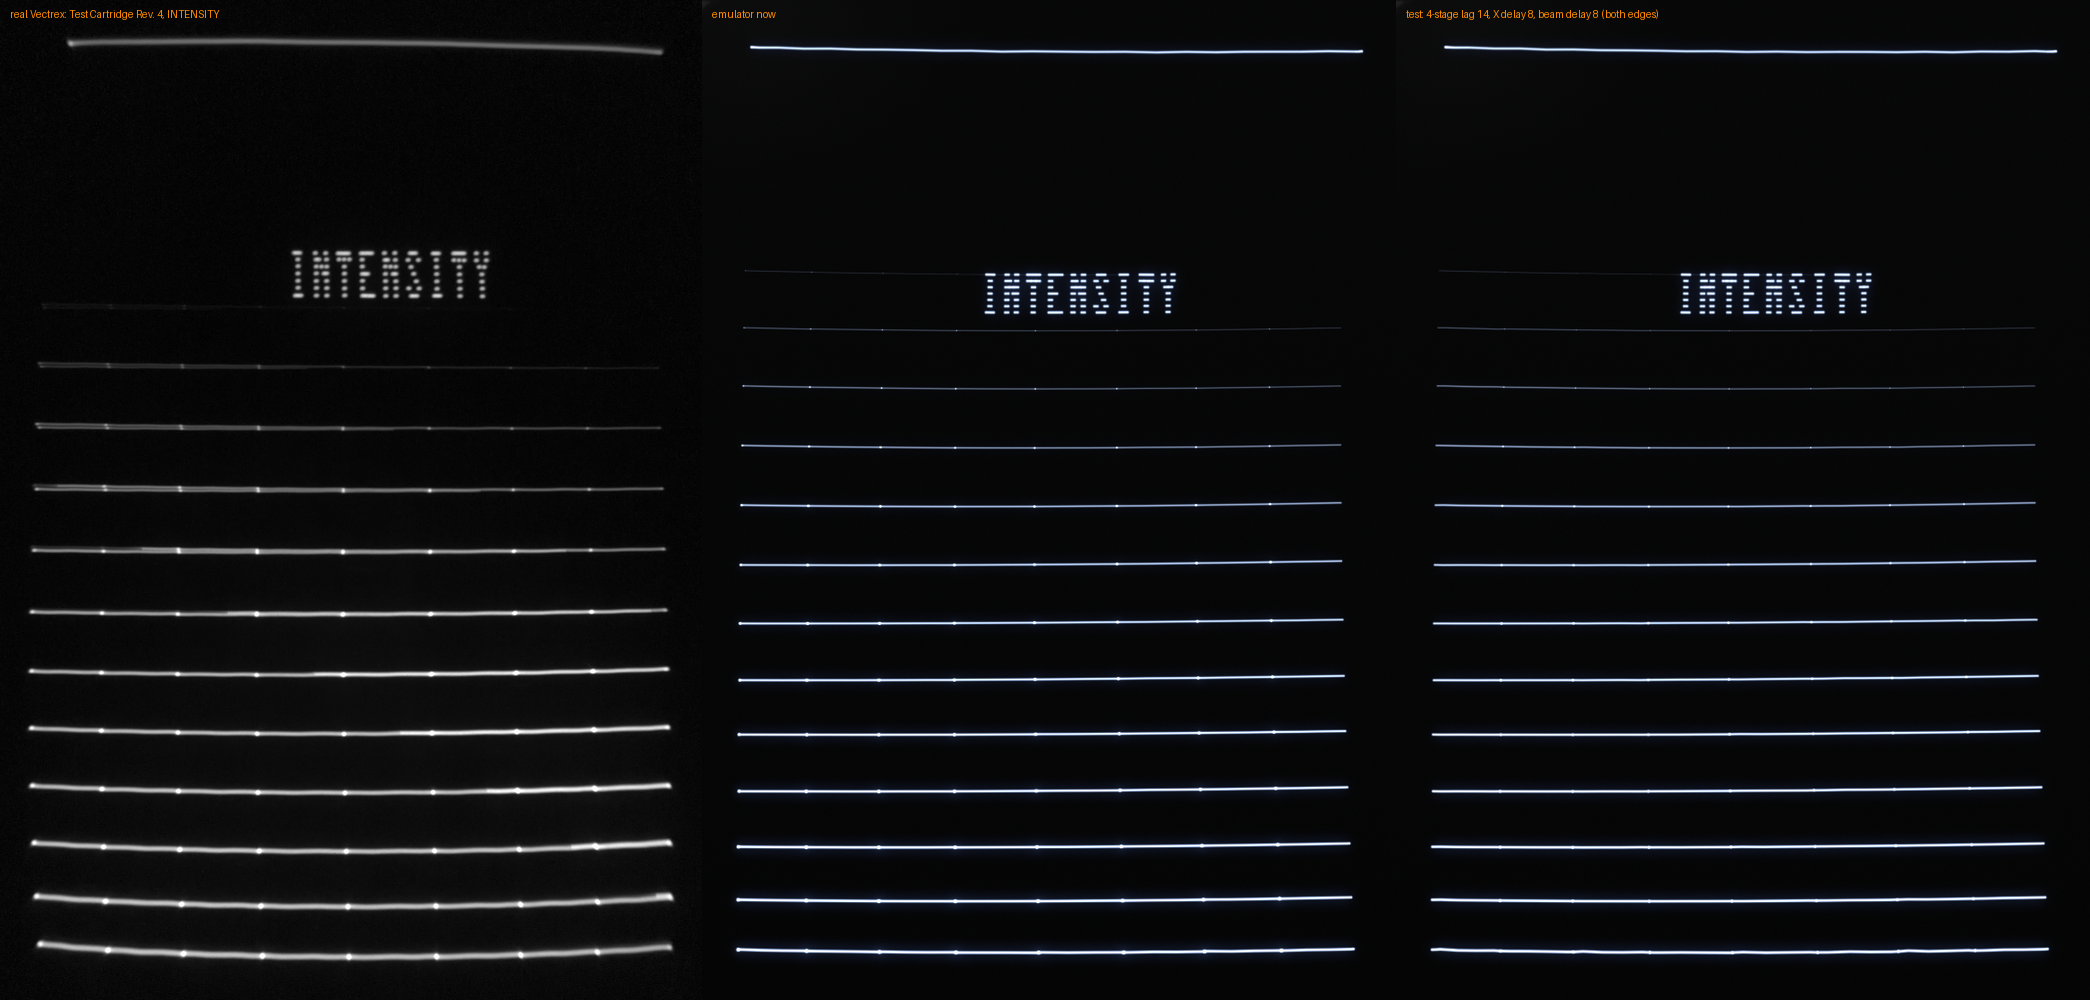 real Vectrex: Test Cartridge Rev. 4, INTENSITY
emulator now
test: 4-stage lag 14, X delay 8, beam delay 8 (both edges)
INTENSITY
INTENSITY
INTENSITY